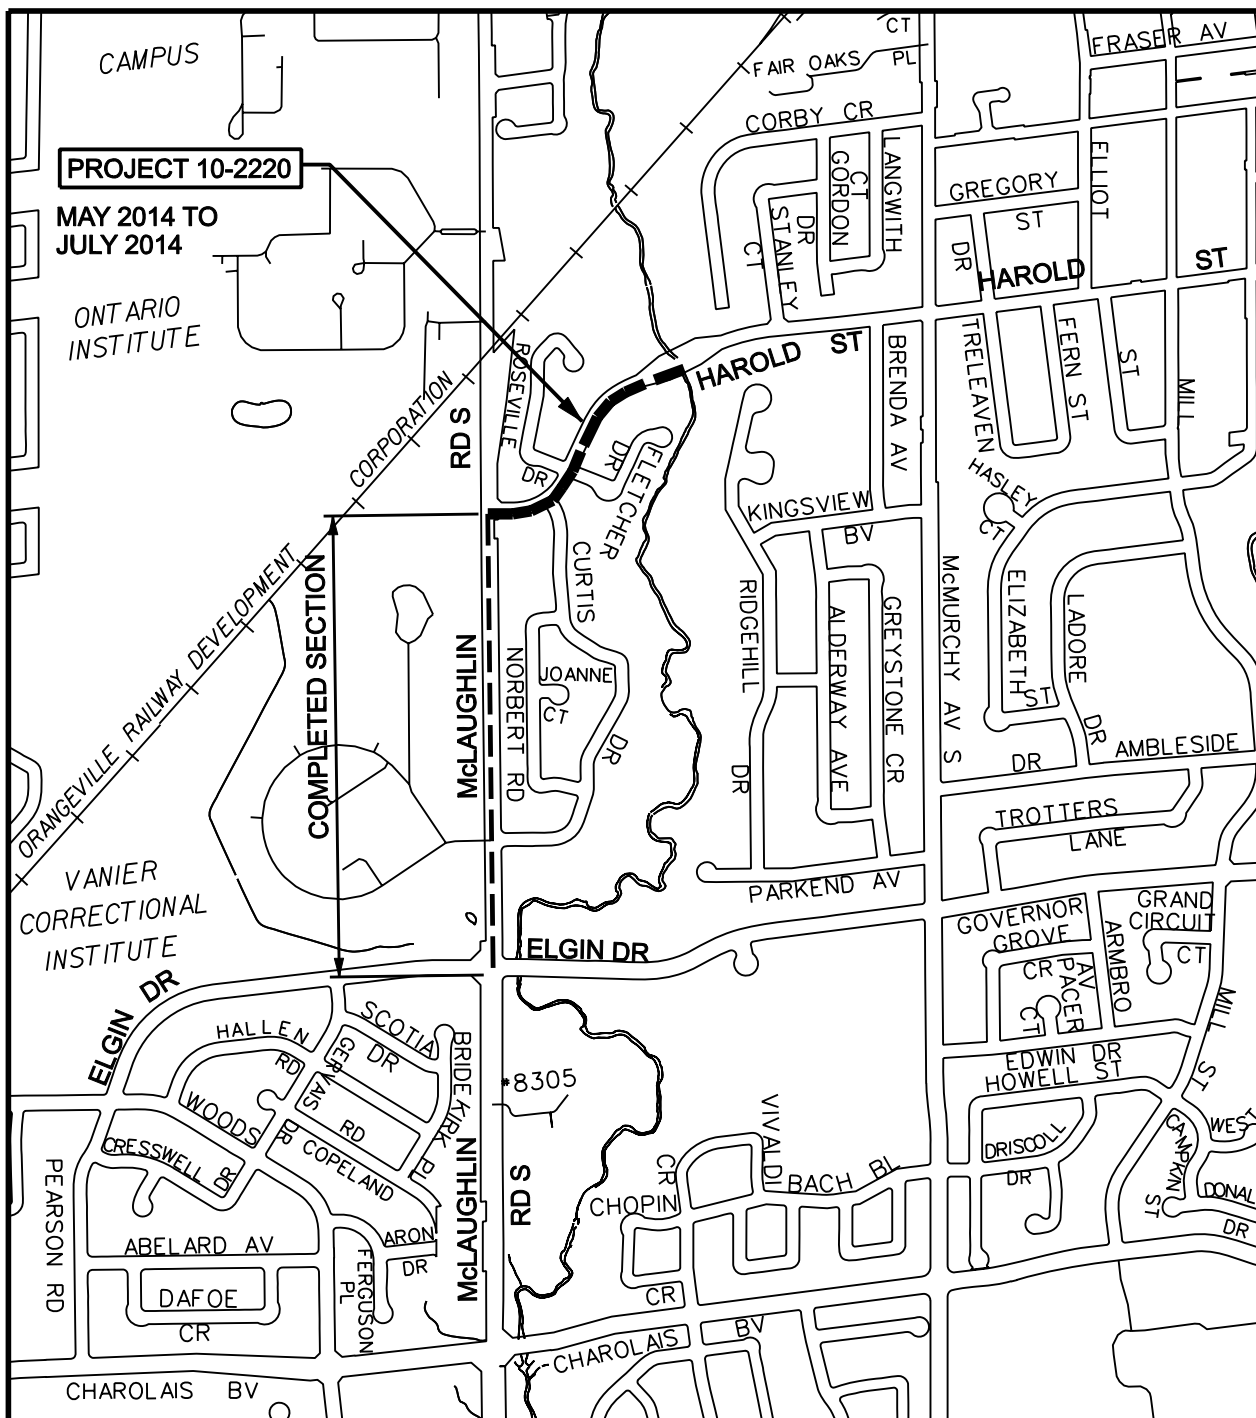 CAMPUS
PROJECT 10-2220
MAY 2014 TO
JULY 2014
ONTARIO
INSTITUTE
CT
PL
FAIR OAKS
FRASER AV
CORBY CR
GORDON
CT
LANGWITH
STANLEY
DR
CT
GREGORY
ST
ELLIOT
DR
HAROLD
ST
HAROLD
ST
ROSEVILLE
DR
RD S
CORPORATION
DR
FLETCHER
BRENDA AV
TRELEAVEN
FERN ST
ST
MILL
HASLEY
CT
KINGSVIEW
BV
CURTIS
COMPLETED SECTION
ORANGEVILLE RAILWAY DEVELOPMENT
McLAUGHLIN
NORBERT RD
JOANNE
CT
DR
RIDGEHILL
DR
ALDERWAY AVE
GREYSTONE CR
McMURCHY AV S
ELIZABETH
ST
LADORE
DR
DR
AMBLESIDE
TROTTERS
LANE
VANIER
CORRECTIONAL
INSTITUTE
PARKEND AV
GOVERNOR
GROVE
CR
GRAND
CIRCUIT
CT
ARMBRO
AV
PACER
CT
ELGIN DR
ELGIN DR
MILL
ST
SCOTIA
DR
HALLEN
RD
GERVAIS
DR
BRIDEKIRK
PL
*8305
EDWIN DR
HOWELL ST
WOODS
RD
CRESSWELL
DR
COPELAND
McLAUGHLIN
RD S
VIVALDI
CR
CHOPIN
BACH BL
DRISCOLL
DR
CAMPKIN
ST
WEST
DONAL
DR
PEARSON RD
ABELARD AV
ARON
DR
FERGUSON
PL
DAFOE
CR
CR
BV
CHAROLAIS
CHAROLAIS BV